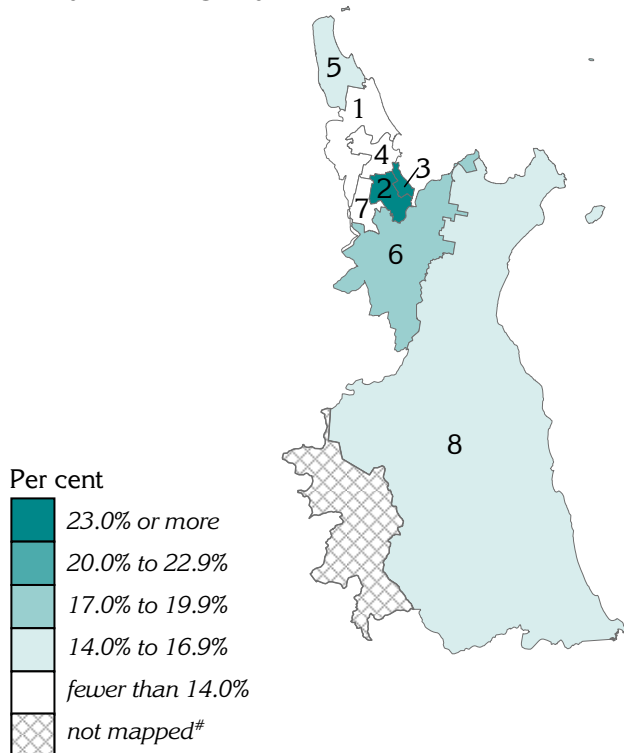 5
1
4
3
2
7
6
8
Per cent
23.0% or more
20.0% to 22.9%
17.0% to 19.9%
14.0% to 16.9%
fewer than 14.0%
not mapped#